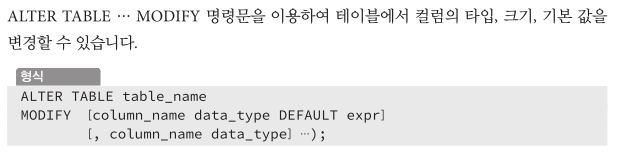 ALTER TABLE ··· MODIFY 명령문을 이용하여 테이블에서 컬럼의 타입, 크기, 기본 값을
변경할 수 있습니다.
형식
ALTER TABLE table_name
MODIFY [column_name data_type DEFAULT expr]
[, column_name data_type] ···);